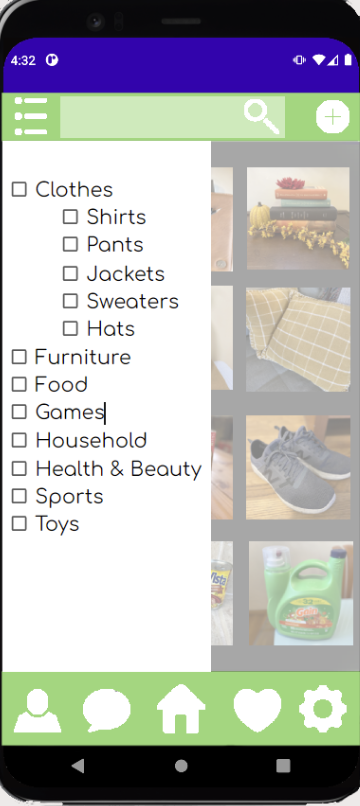 4:32
Clothes
Shirts
Pants
Jackets
Sweaters
Hats
Furniture
Food
Games
Household
Health & Beauty
Sports
Toys